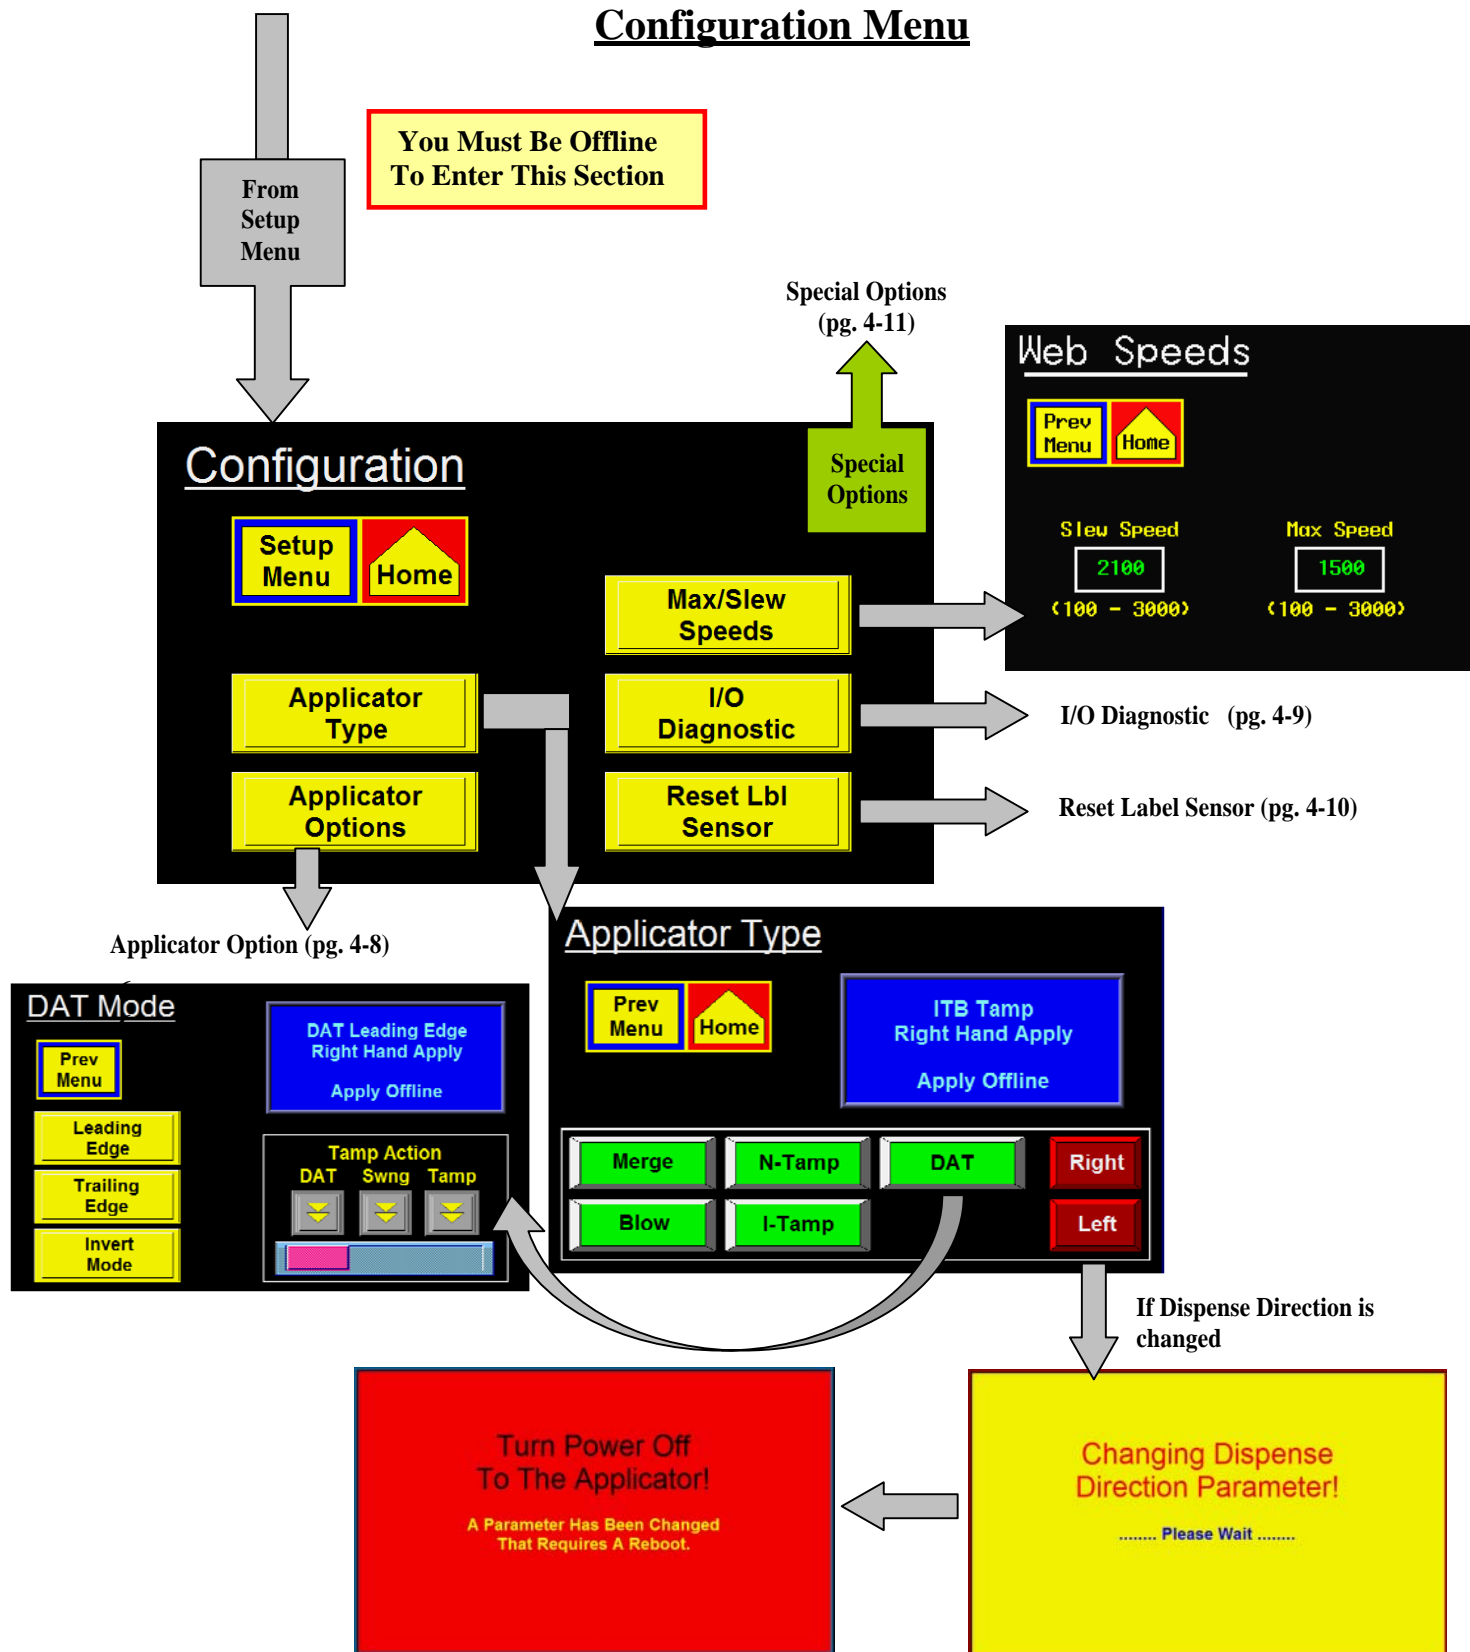 Configuration Menu
You Must Be Offline
To Enter This Section
From
Setup
Menu
Special Options
(pg. 4-11)
Special
Options
Web Speeds
Prev
Menu
Home
Slew Speed
Max Speed
2100
1500
(100 - 3000)
(100 - 3000)
Configuration
Setup
Menu
Home
Max/Slew
Speeds
Applicator
Type
I/O
Diagnostic
I/O Diagnostic (pg. 4-9)
Applicator
Options
Reset Lbl
Sensor
Reset Label Sensor (pg. 4-10)
Applicator Option (pg. 4-8)
Applicator Type
Prev
Menu
Home
ITB Tamp
Right Hand Apply
Apply Offline
Merge
N-Tamp
DAT
Right
Blow
I-Tamp
Left
DAT Mode
Prev
Menu
DAT Leading Edge
Right Hand Apply
Apply Offline
Leading
Edge
Trailing
Edge
Invert
Mode
Tamp Action
DAT Swng Tamp
If Dispense Direction is
changed
Changing Dispense
Direction Parameter!
........ Please Wait ........
Turn Power Off
To The Applicator!
A Parameter Has Been Changed
That Requires A Reboot.